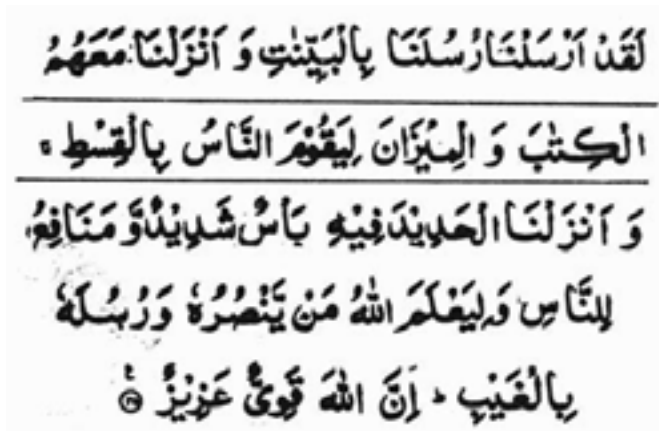 لَقَدْ اَرْسَلْنَا رُسُلَنَا بِالْبَيِّنٰتِ وَ اَنْزَلْنَا مَعَهُمُ
الْكِتٰبَ وَ الْمِيْزَانَ لِيَقُوْمَ النَّاسُ بِالْقِسْطِ ۚ
وَ اَنْزَلْنَا الْحَدِيْدَ فِيْهِ بَاْسٌ شَدِيْدٌ وَّ مَنَافِعُ
لِلنَّاسِ وَ لِيَعْلَمَ اللّٰهُ مَنْ يَّنْصُرُهٗ وَ رُسُلَهٗ
بِالْغَيْبِ ؕ اِنَّ اللّٰهَ قَوِىٌّ عَزِيْزٌ